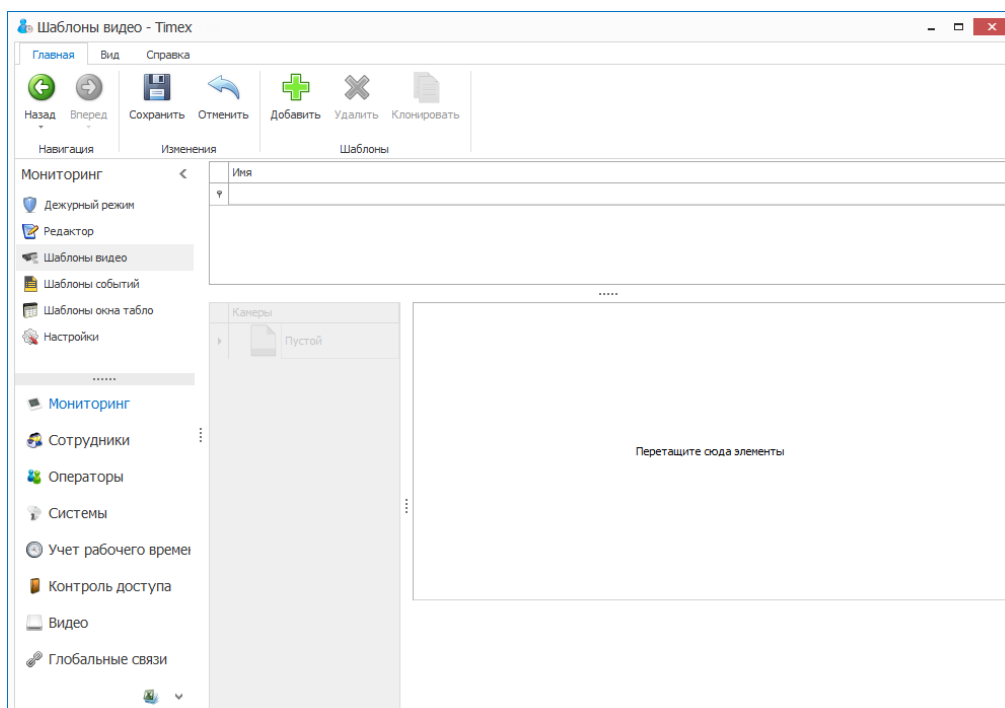 Шаблоны видео - Timex
Главная Вид Справка
Назад Вперед Сохранить Отменить Добавить Удалить Клонировать
Навигация Изменения Шаблоны
Мониторинг
Имя
Дежурный режим
Редактор
Шаблоны видео
Шаблоны событий
Шаблоны окна табло
Настройки
Камеры
Пустой
Перетащите сюда элементы
Мониторинг
Сотрудники
Операторы
Системы
Учет рабочего времен
Контроль доступа
Видео
Глобальные связи